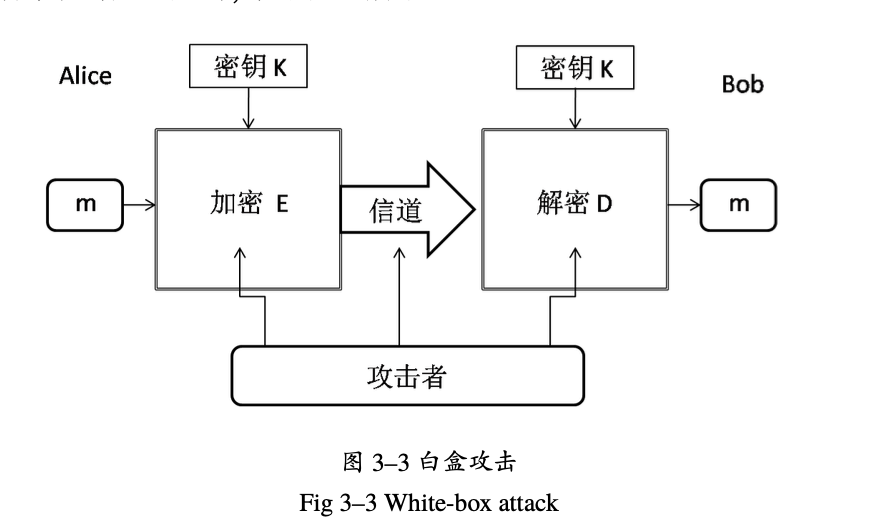 Alice
密钥 K
密钥 K
Bob
m
加密 E
信道
解密 D
m
攻击者
图 3–3 白盒攻击
Fig 3–3 White-box attack